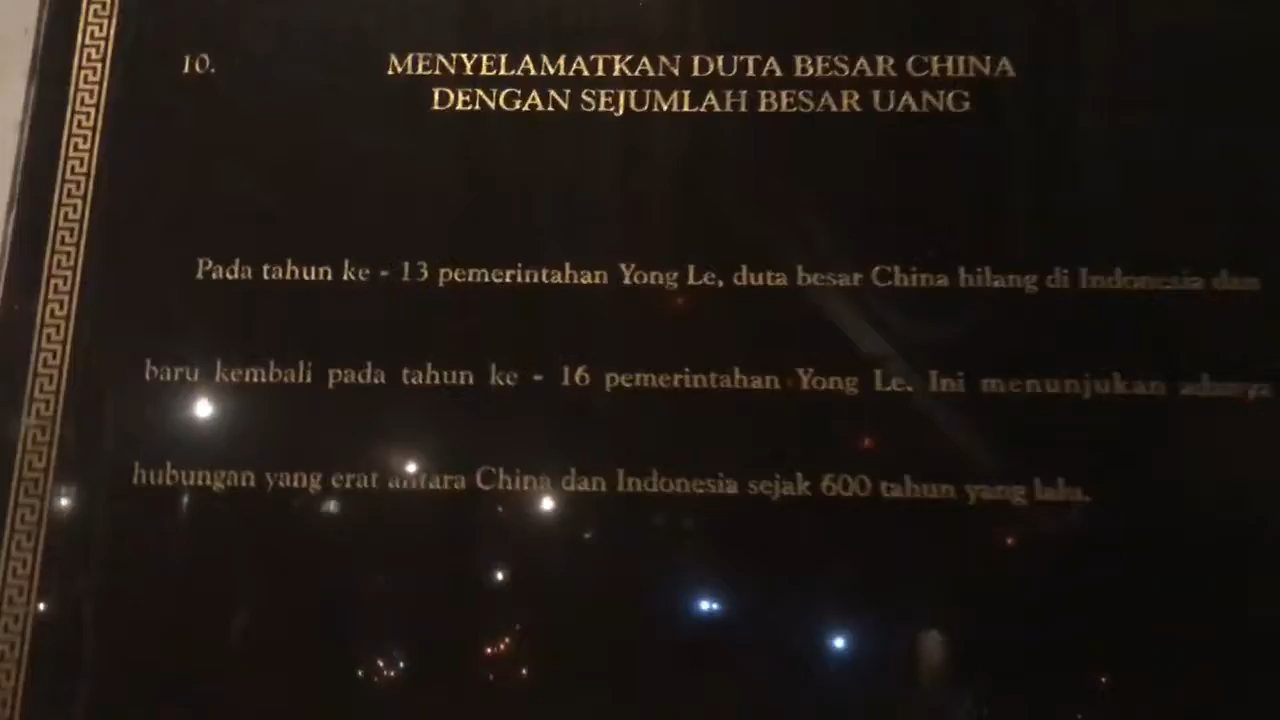 10.
MENYELAMATKAN DUTA BESAR CHINA
DENGAN SEJUMLAH BESAR UANG
Pada tahun ke - 13 pemerintahan Yong Le, duta besar China hilang di Indonesia dan
baru kembali pada tahun ke - 16 pemerintahan Yong Le. Ini menunjukan adanya
hubungan yang erat antara China dan Indonesia sejak 600 tahun yang lalu.